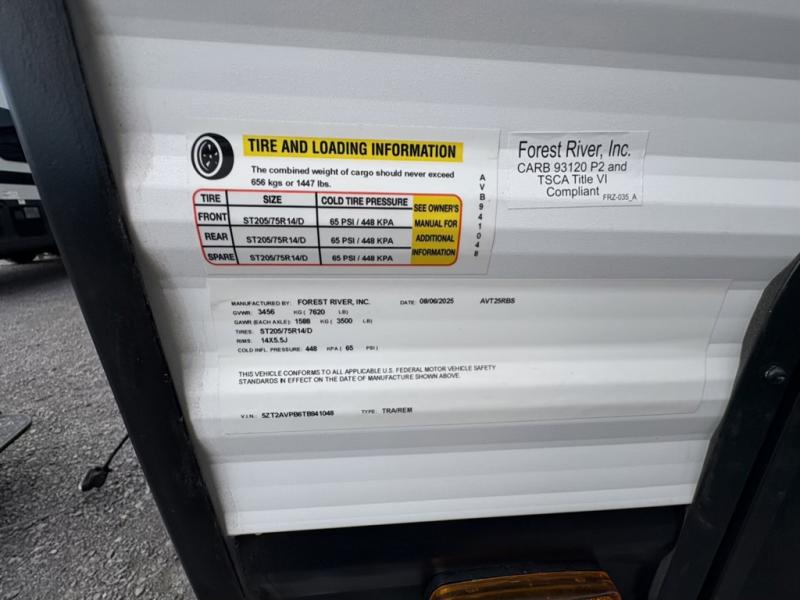 TIRE AND LOADING INFORMATION
The combined weight of cargo should never exceed
656 kgs or 1447 lbs.
TIRE SIZE COLD TIRE PRESSURE SEE OWNER'S MANUAL FOR ADDITIONAL INFORMATION
FRONT ST205/75R14/D 65 PSI / 448 KPA
REAR ST205/75R14/D 65 PSI / 448 KPA
SPARE ST205/75R14/D 65 PSI / 448 KPA
AVB941048
Forest River, Inc.
CARB 93120 P2 and
TSCA Title VI
Compliant
FRZ-035_A
MANUFACTURED BY: FOREST RIVER, INC. DATE: 08/06/2025 AVT25RBS
GVWR: 3456 KG ( 7620 LB)
GAWR (EACH AXLE): 1588 KG ( 3500 LB)
TIRES: ST205/75R14/D
RIMS: 14X5.5J
COLD INFL. PRESSURE: 448 KPA ( 65 PSI )
THIS VEHICLE CONFORMS TO ALL APPLICABLE U.S. FEDERAL MOTOR VEHICLE SAFETY
STANDARDS IN EFFECT ON THE DATE OF MANUFACTURE SHOWN ABOVE.
V.I.N.: 5ZT2AVPB6TB941048 TYPE: TRA/REM